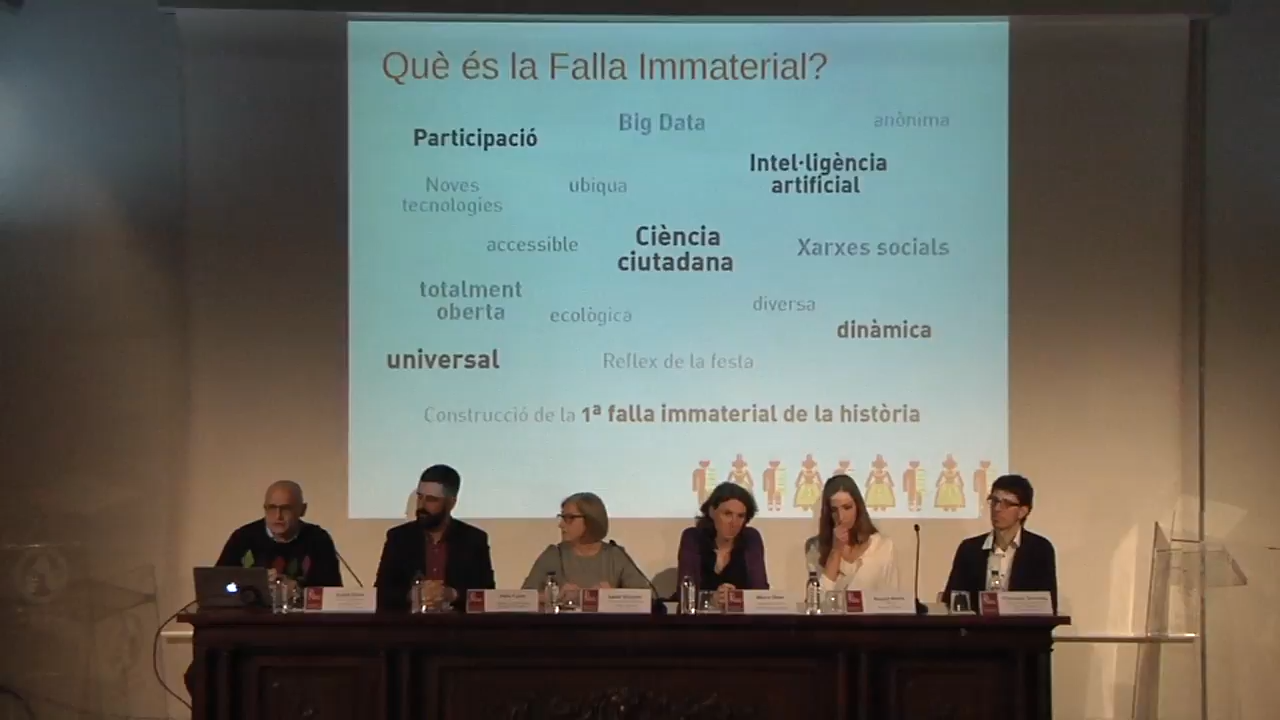 Què és la Falla Immaterial?
Big Data
anònima
Participació
Intel·ligència
artificial
Noves
tecnologies
ubiqua
Ciència
ciutadana
accessible
Xarxes socials
totalment
oberta
ecològica
diversa
dinàmica
universal
Reflex de la festa
Construcció de la 1ª falla immaterial de la història